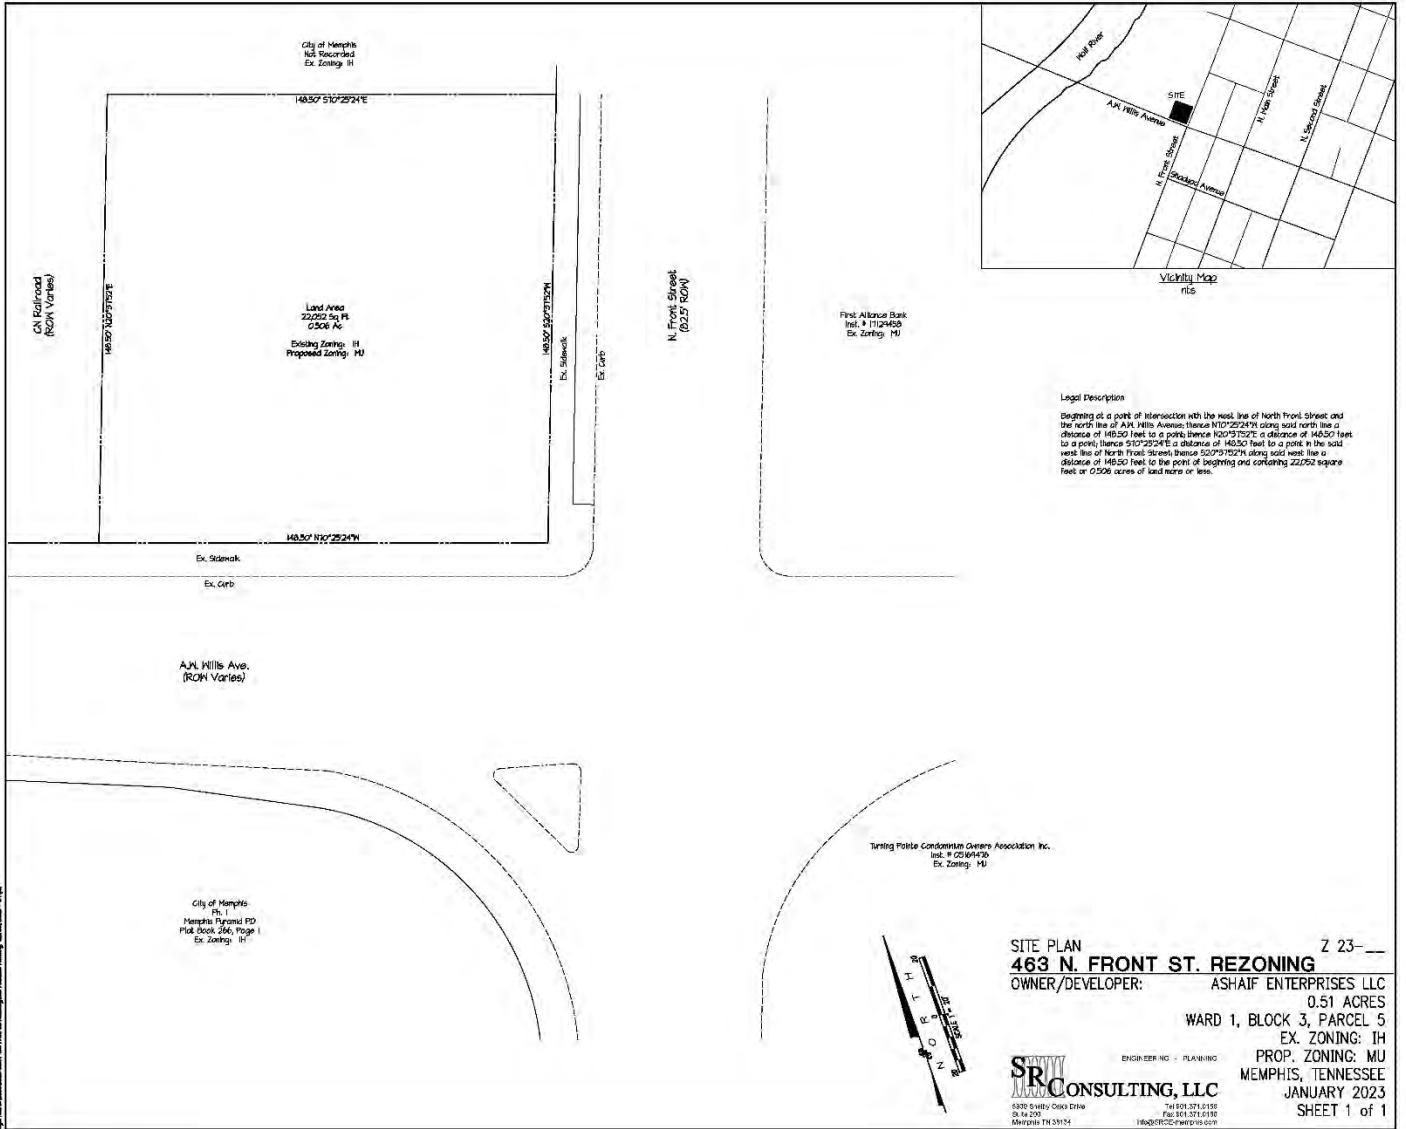 City of Memphis
Not Recorded
Ex. Zoning: IH
148.50' S70°25'24"E
CN Railroad
(ROW Varies)
148.50' N20°37'52"E
Land Area
22,052 Sq Ft
0.506 Ac
Existing Zoning: IH
Proposed Zoning: MU
148.50' S20°37'52"W
Ex. Sidewalk
Ex. Curb
N. Front Street
(82.5' ROW)
First Alliance Bank
Ex. Zoning: MU
148.50' N70°25'24"W
Ex. Sidewalk
Ex. Curb
A.W. Willis Ave.
(ROW Varies)
City of Memphis
Ph. 1
Memphis Pyramid PD
Plat Book 266, Page 1
Ex. Zoning: IH
Turning Pointe Condominium Owners Association Inc.
Ex. Zoning: MU
Wolf River
SITE
A.W. Willis Avenue
N. Main Street
N. Second Street
N. Front Street
Shadyac Avenue
Vicinity Map
nts
Legal Description
Beginning at a point of intersection with the west line of North Front Street and
the north line of A.W. Willis Avenue; thence N70°25'24"W along said north line a
distance of 148.50 feet to a point; thence N20°37'52"E a distance of 148.50 feet
to a point; thence S70°25'24"E a distance of 148.50 feet to a point in the said
west line of North Front Street; thence S20°37'52"W along said west line a
distance of 148.50 feet to the point of beginning and containing 22,052 square
feet or 0.506 acres of land more or less.
NORTH
SITE PLAN Z 23-__
463 N. FRONT ST. REZONING
OWNER/DEVELOPER: ASHAIF ENTERPRISES LLC
0.51 ACRES
WARD 1, BLOCK 3, PARCEL 5
EX. ZONING: IH
PROP. ZONING: MU
MEMPHIS, TENNESSEE
JANUARY 2023
SHEET 1 of 1
ENGINEERING - PLANNING
SRCONSULTING, LLC
Memphis TN 38134